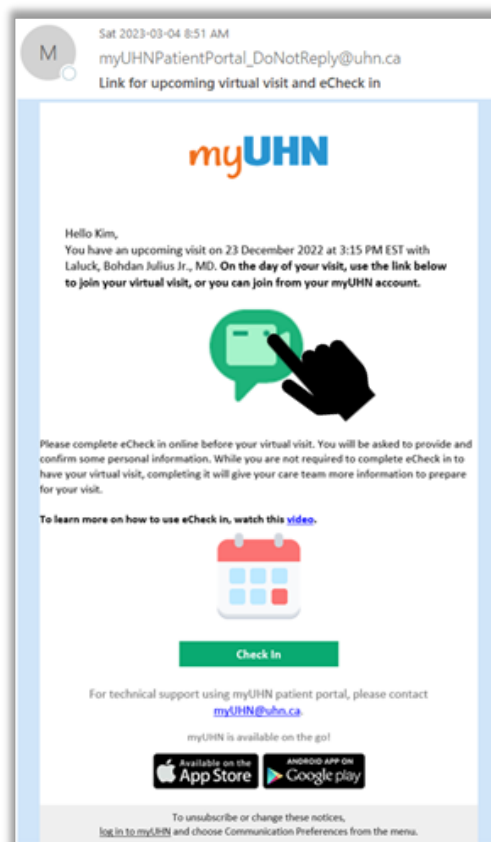 M
Sat 2023-03-04 8:51 AM
myUHNPatientPortal_DoNotReply@uhn.ca
Link for upcoming virtual visit and eCheck in
myUHN
Hello Kim,
You have an upcoming visit on 23 December 2022 at 3:15 PM EST with
Laluck, Bohdan Julius Jr., MD. On the day of your visit, use the link below
to join your virtual visit, or you can join from your myUHN account.
Please complete eCheck in online before your virtual visit. You will be asked to provide and
confirm some personal information. While you are not required to complete eCheck in to
have your virtual visit, completing it will give your care team more information to prepare
for your visit.
To learn more on how to use eCheck in, watch this video.
Check In
For technical support using myUHN patient portal, please contact
myUHN@uhn.ca.
myUHN is available on the go!
Available on the
App Store
ANDROID APP ON
Google play
To unsubscribe or change these notices,
log in to myUHN and choose Communication Preferences from the menu.